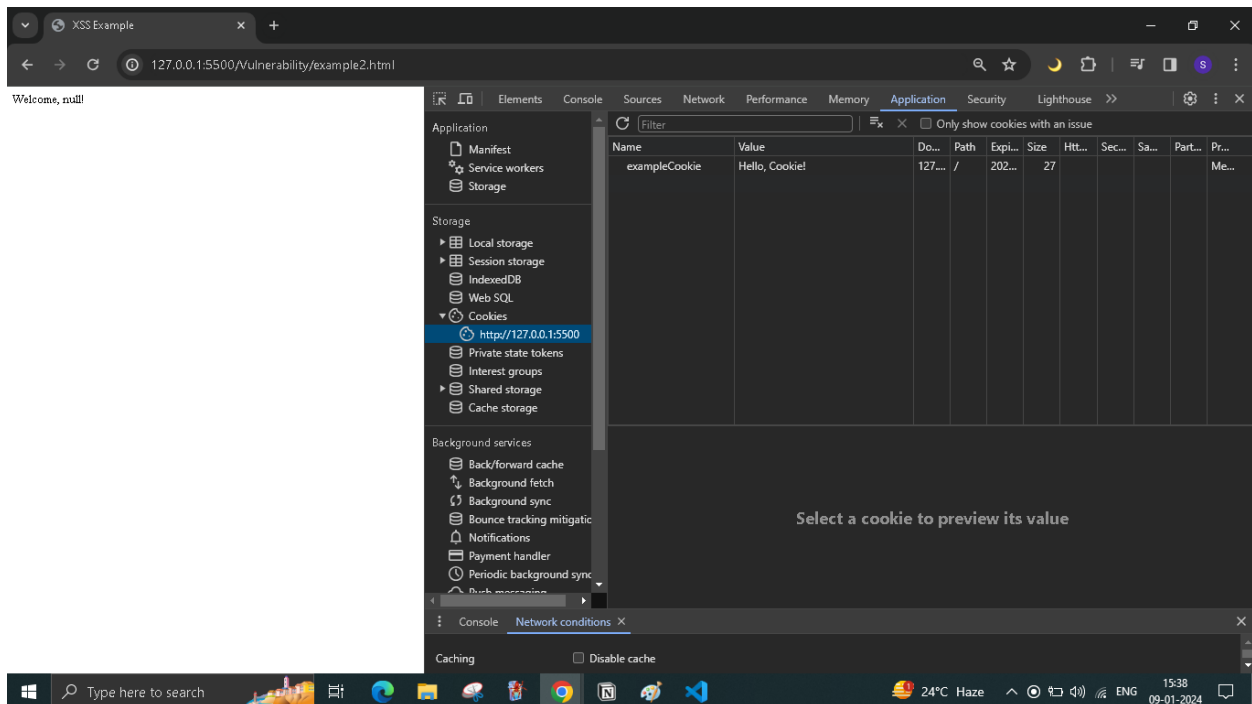 XSS Example
127.0.0.1:5500/Vulnerability/example2.html
S
Welcome, null!
Elements Console Sources Network Performance Memory Application Security Lighthouse
Application
Manifest
Service workers
Storage
Storage
Local storage
Session storage
IndexedDB
Web SQL
Cookies
http://127.0.0.1:5500
Private state tokens
Interest groups
Shared storage
Cache storage
Background services
Back/forward cache
Background fetch
Background sync
Bounce tracking mitigatic
Notifications
Payment handler
Periodic background sync
Push messaging
Filter
Only show cookies with an issue
Name Value Do... Path Expi... Size Htt... Sec... Sa... Part... Pr...
exampleCookie Hello, Cookie! 127.... / 202... 27 Me...
Select a cookie to preview its value
Console Network conditions
Caching Disable cache
Type here to search
24°C Haze
ENG
15:38
09-01-2024